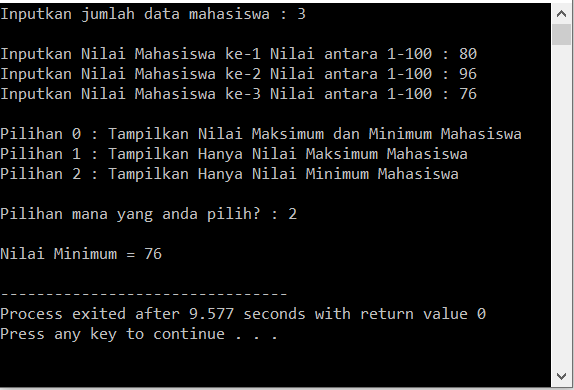 Inputkan jumlah data mahasiswa : 3
Inputkan Nilai Mahasiswa ke-1 Nilai antara 1-100 : 80
Inputkan Nilai Mahasiswa ke-2 Nilai antara 1-100 : 96
Inputkan Nilai Mahasiswa ke-3 Nilai antara 1-100 : 76
Pilihan 0 : Tampilkan Nilai Maksimum dan Minimum Mahasiswa
Pilihan 1 : Tampilkan Hanya Nilai Maksimum Mahasiswa
Pilihan 2 : Tampilkan Hanya Nilai Minimum Mahasiswa
Pilihan mana yang anda pilih? : 2
Nilai Minimum = 76
--------------------------------
Process exited after 9.577 seconds with return value 0
Press any key to continue . . .